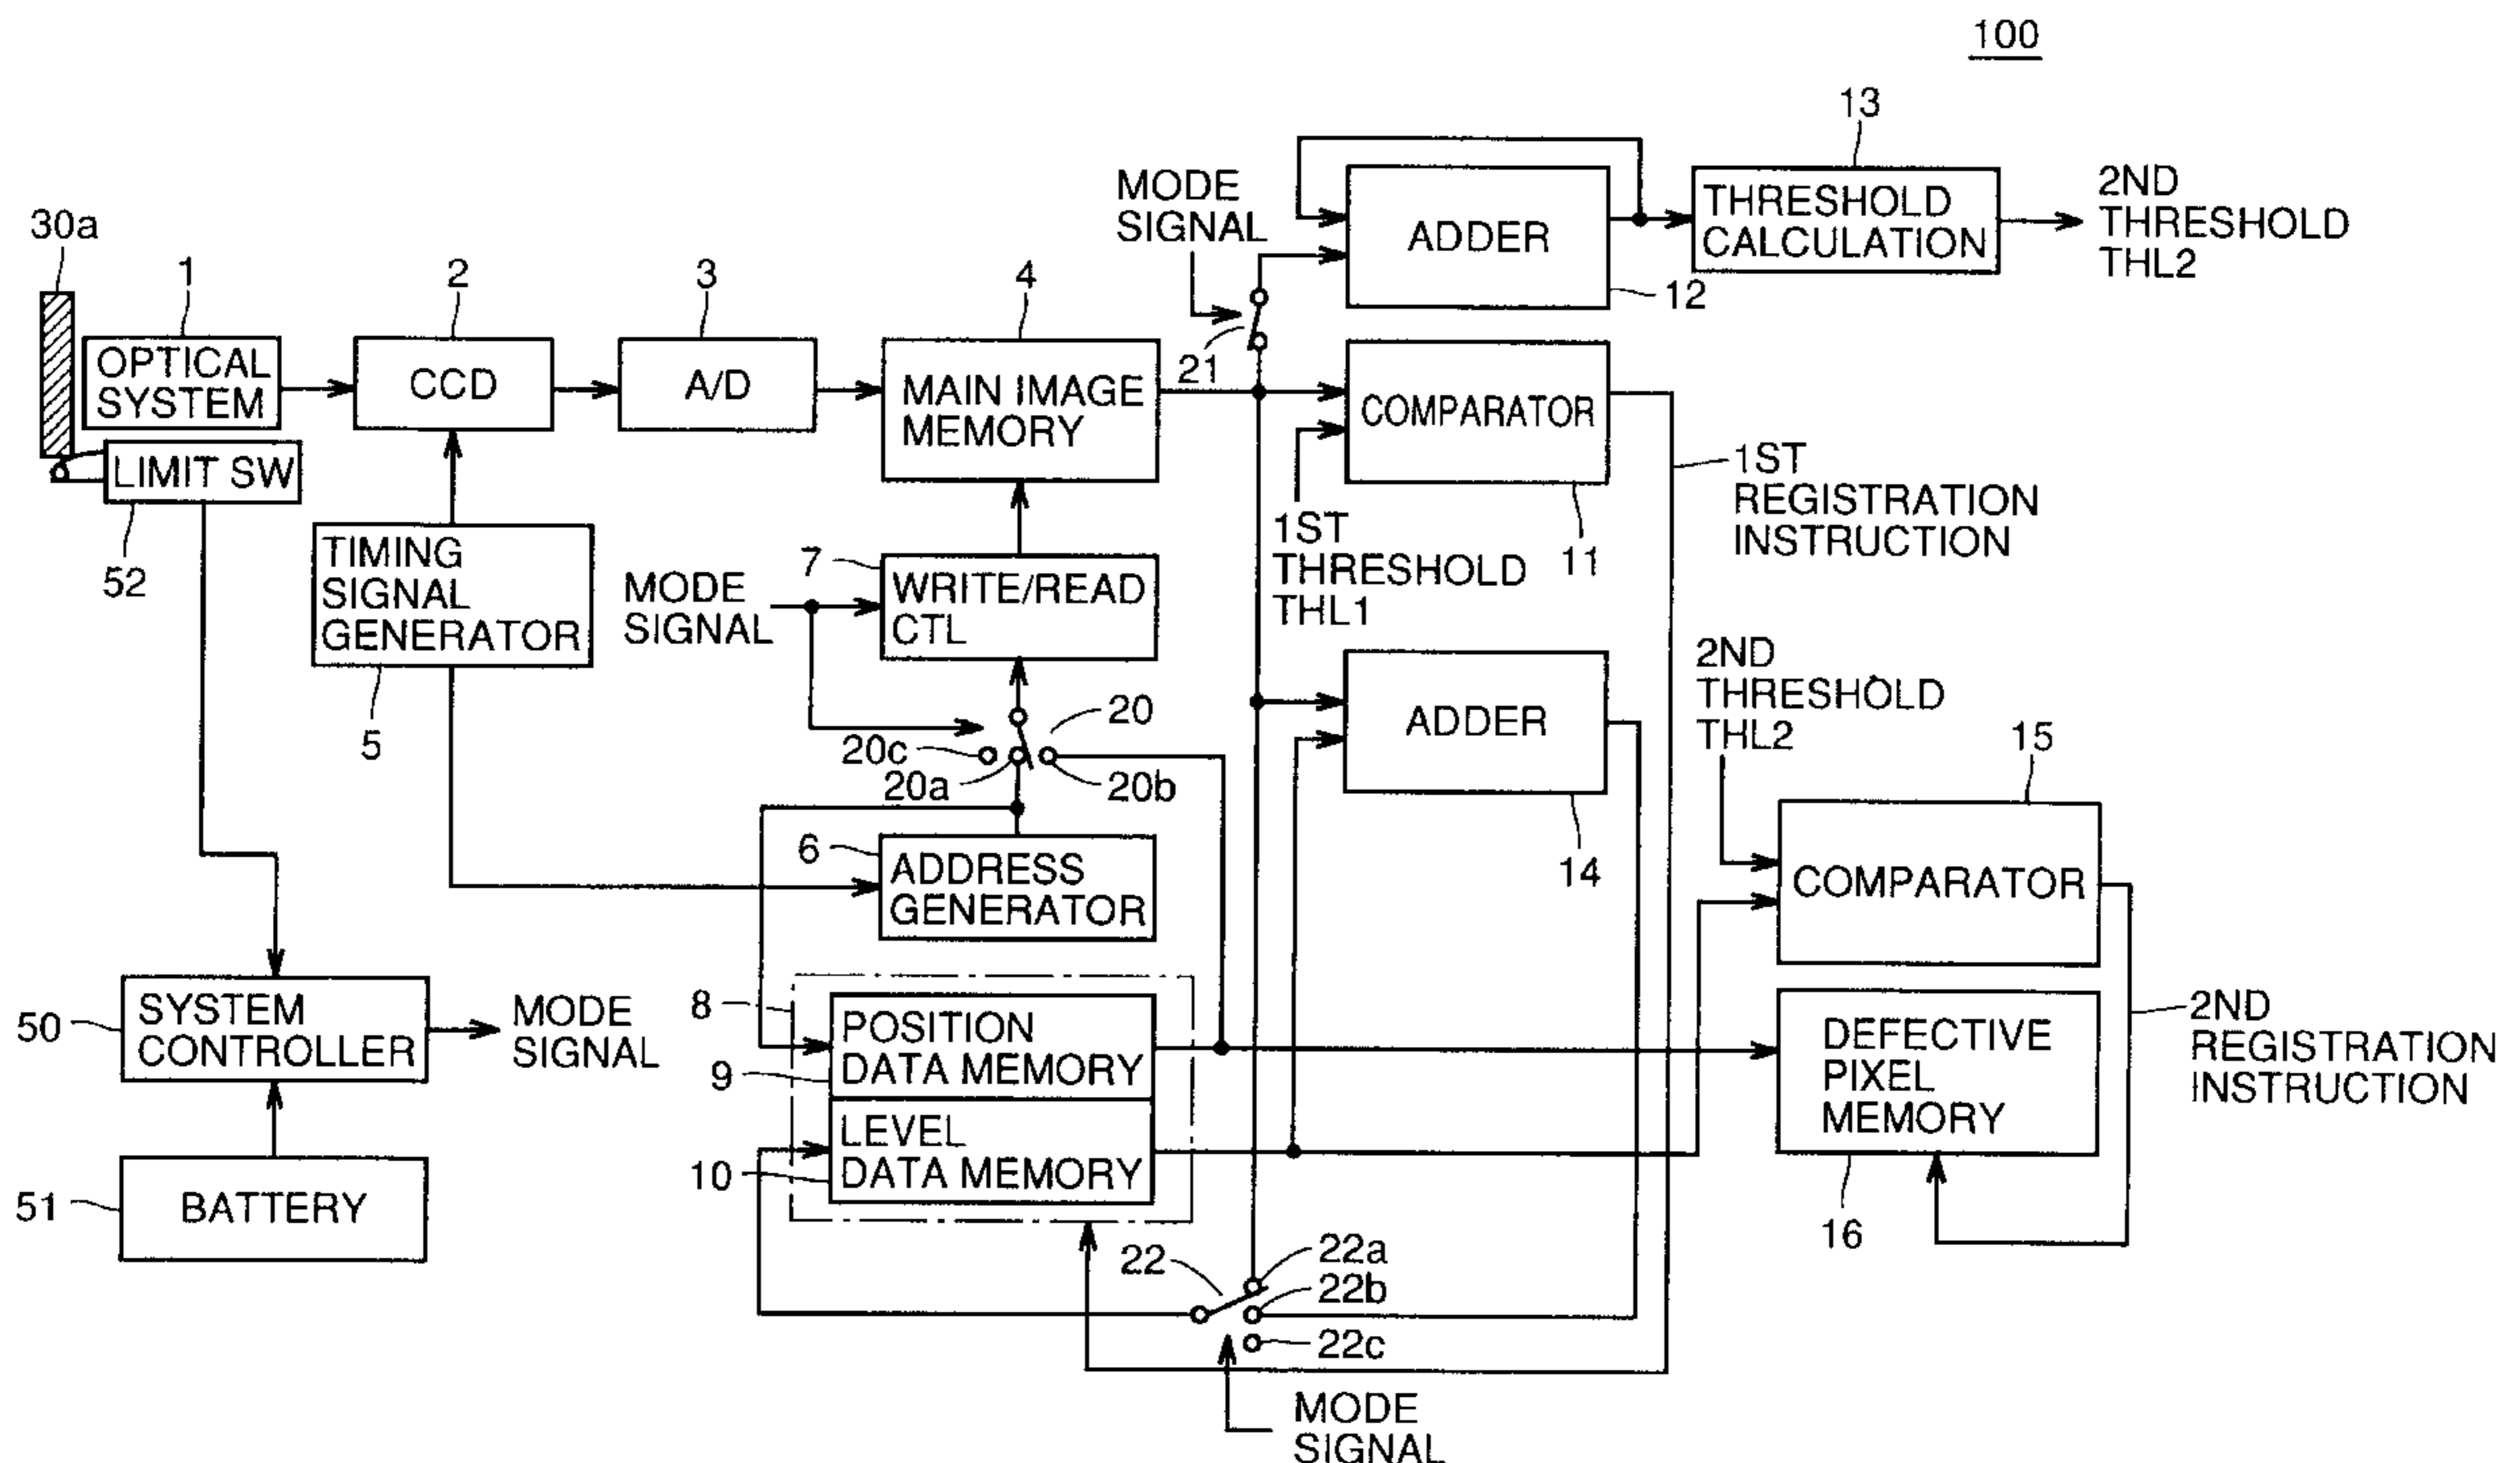 100
13
MODE
SIGNAL
THRESHOLD
CALCULATION
2ND
THRESHOLD
THL2
ADDER
12
30a
1
2
3
4
OPTICAL
SYSTEM
CCD
A/D
MAIN IMAGE
MEMORY
21
COMPARATOR
LIMIT SW
52
1ST
REGISTRATION
INSTRUCTION
11
1ST
THRESHOLD
THL1
TIMING
SIGNAL
GENERATOR
5
MODE
SIGNAL
7
WRITE/READ
CTL
20
20c
20a
20b
ADDER
14
2ND
THRESHOLD
THL2
15
COMPARATOR
6
ADDRESS
GENERATOR
50
SYSTEM
CONTROLLER
MODE
SIGNAL
8
POSITION
DATA MEMORY
9
LEVEL
DATA MEMORY
10
DEFECTIVE
PIXEL
MEMORY
16
2ND
REGISTRATION
INSTRUCTION
51
BATTERY
22
22a
22b
22c
MODE
SIGNAL